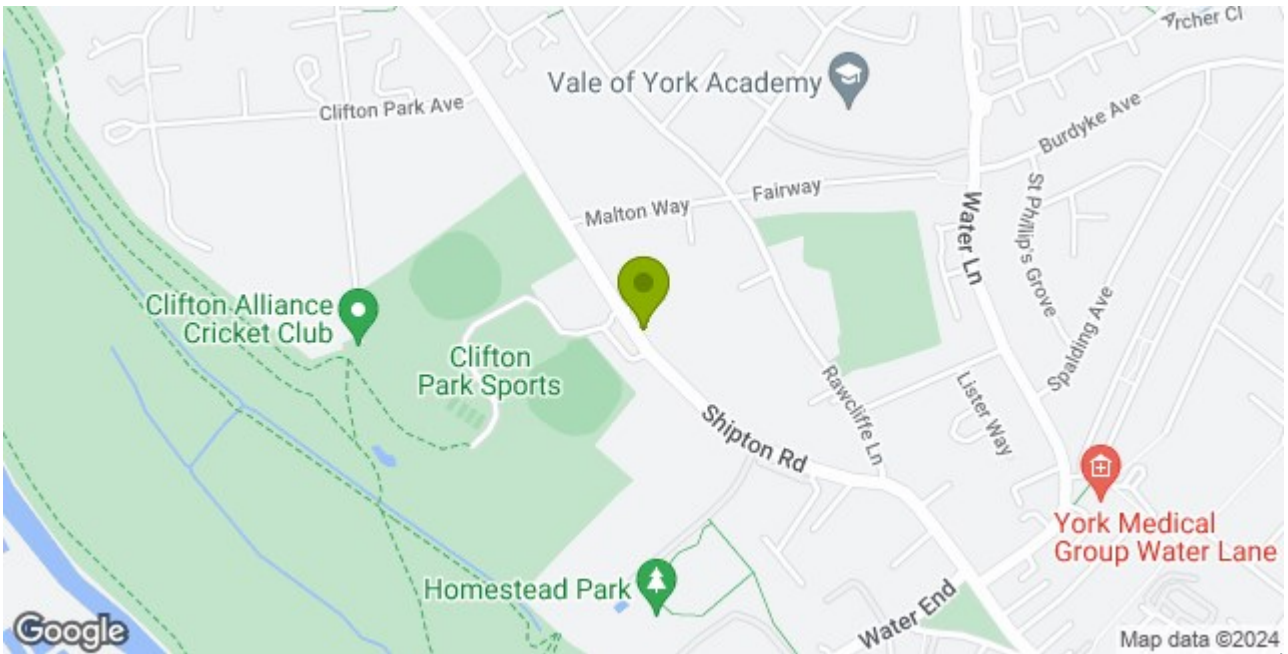 Archer Cl
Vale of York Academy
Clifton Park Ave
Burdyke Ave
Fairway
Malton Way
St Phillip's Grove
Water Ln
Clifton Alliance
Cricket Club
Clifton
Park Sports
Spalding Ave
Rawcliffe Ln
Lister Way
Shipton Rd
York Medical
Group Water Lane
Homestead Park
Water End
Google
Map data ©2024